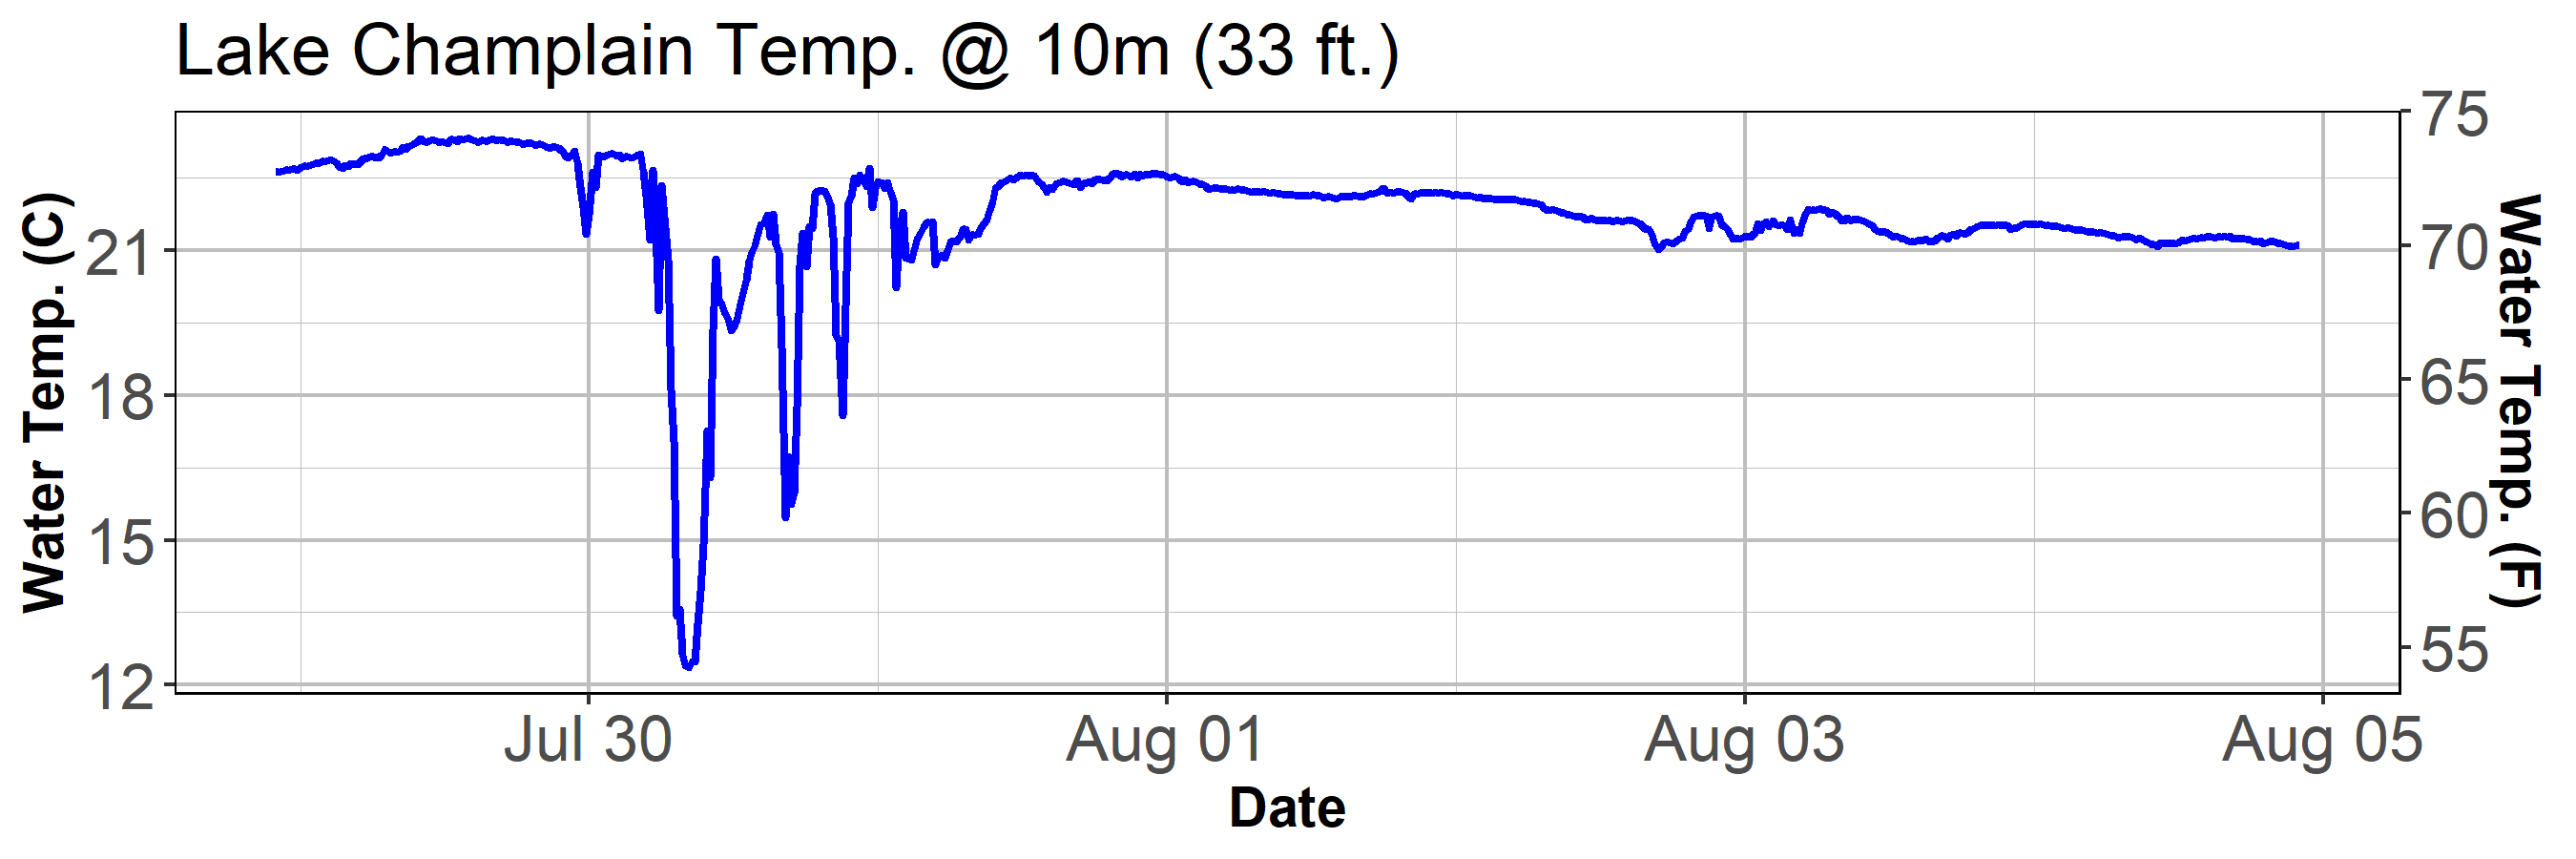 Lake Champlain Temp. @ 10m (33 ft.)
Water Temp. (C)
21
18
15
12
75
70
65
60
55
Water Temp. (F)
Jul 30
Aug 01
Aug 03
Aug 05
Date